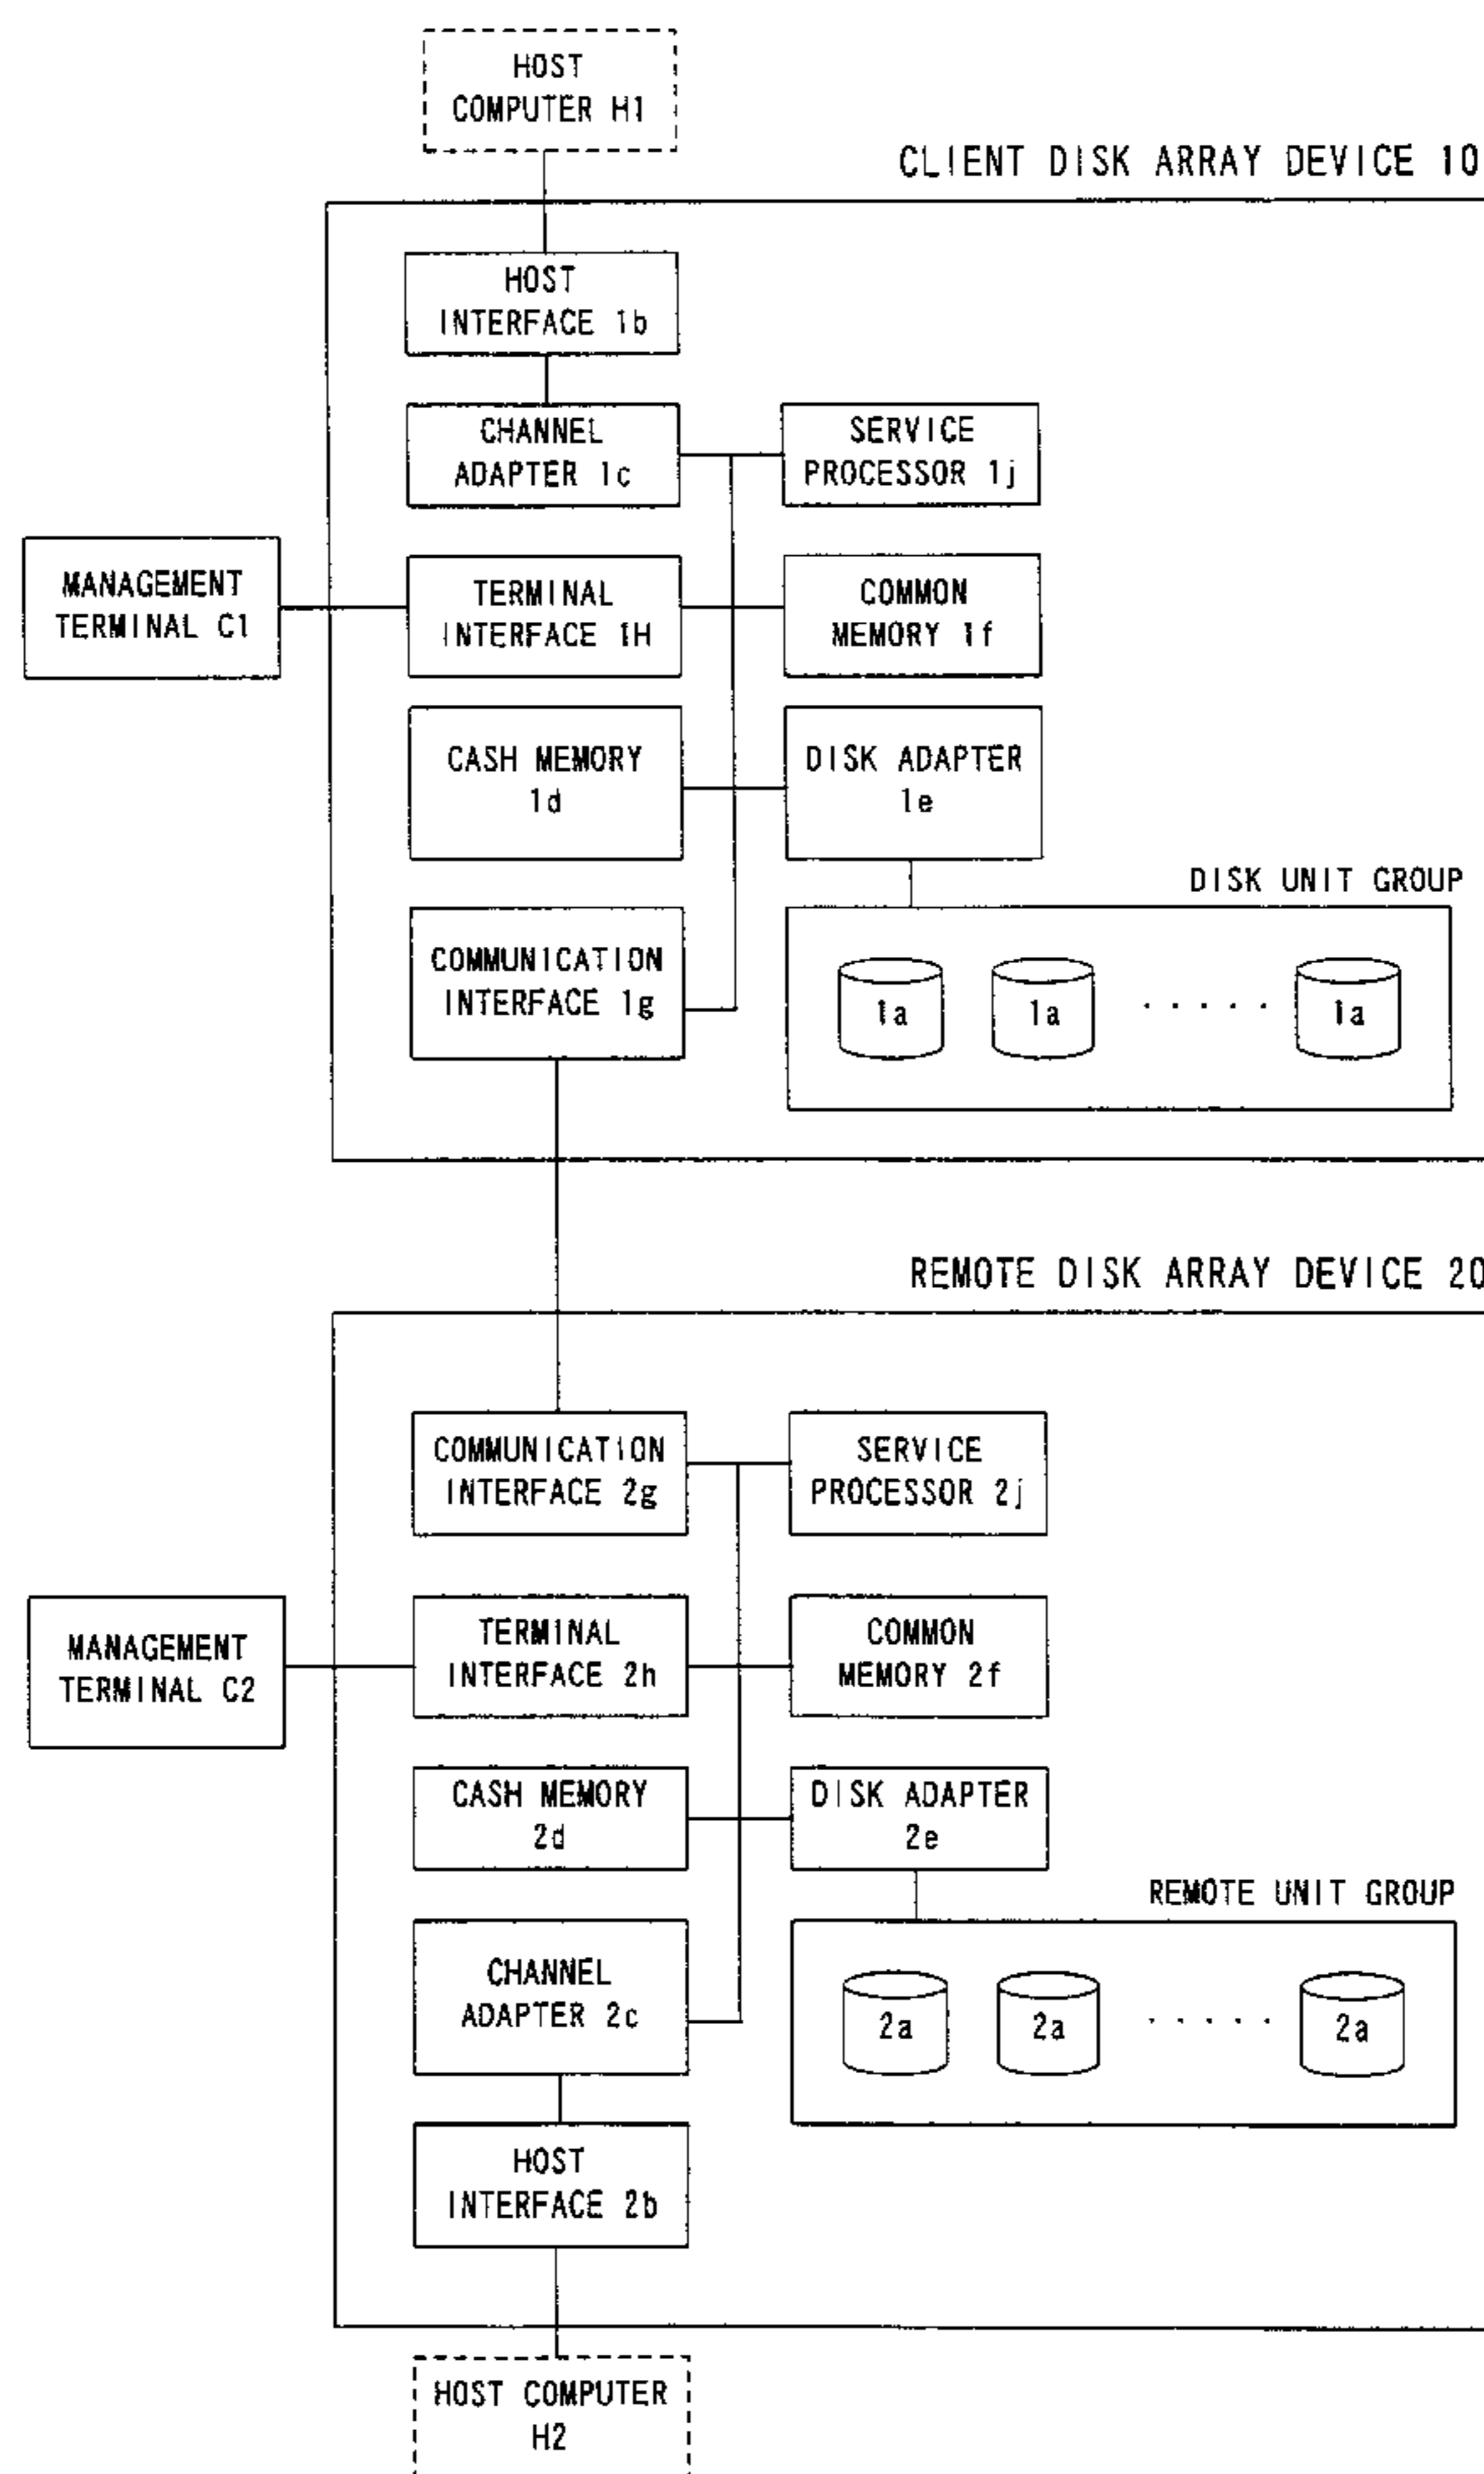 HOST
COMPUTER H1
CLIENT DISK ARRAY DEVICE 10
HOST
INTERFACE 1b
CHANNEL
ADAPTER 1c
SERVICE
PROCESSOR 1j
MANAGEMENT
TERMINAL C1
TERMINAL
INTERFACE 1H
COMMON
MEMORY 1f
CASH MEMORY
1d
DISK ADAPTER
1e
DISK UNIT GROUP
COMMUNICATION
INTERFACE 1g
1a 1a ..... 1a
REMOTE DISK ARRAY DEVICE 20
COMMUNICATION
INTERFACE 2g
SERVICE
PROCESSOR 2j
MANAGEMENT
TERMINAL C2
TERMINAL
INTERFACE 2h
COMMON
MEMORY 2f
CASH MEMORY
2d
DISK ADAPTER
2e
REMOTE UNIT GROUP
CHANNEL
ADAPTER 2c
2a 2a ..... 2a
HOST
INTERFACE 2b
HOST COMPUTER
H2